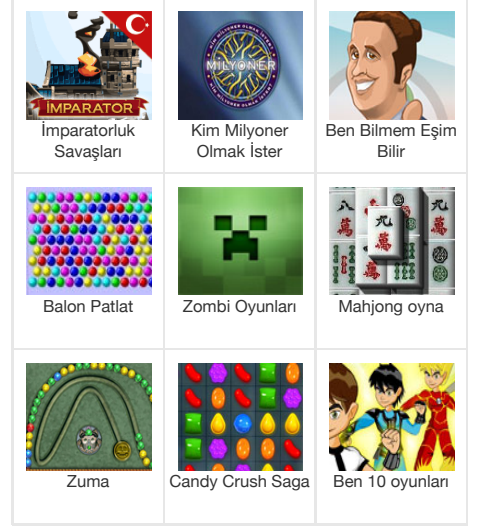 İMPARATOR
MİLYONER
İmparatorluk
Savaşları
Kim Milyoner
Olmak İster
Ben Bilmem Eşim
Bilir
Balon Patlat
Zombi Oyunları
Mahjong oyna
Zuma
Candy Crush Saga
Ben 10 oyunları